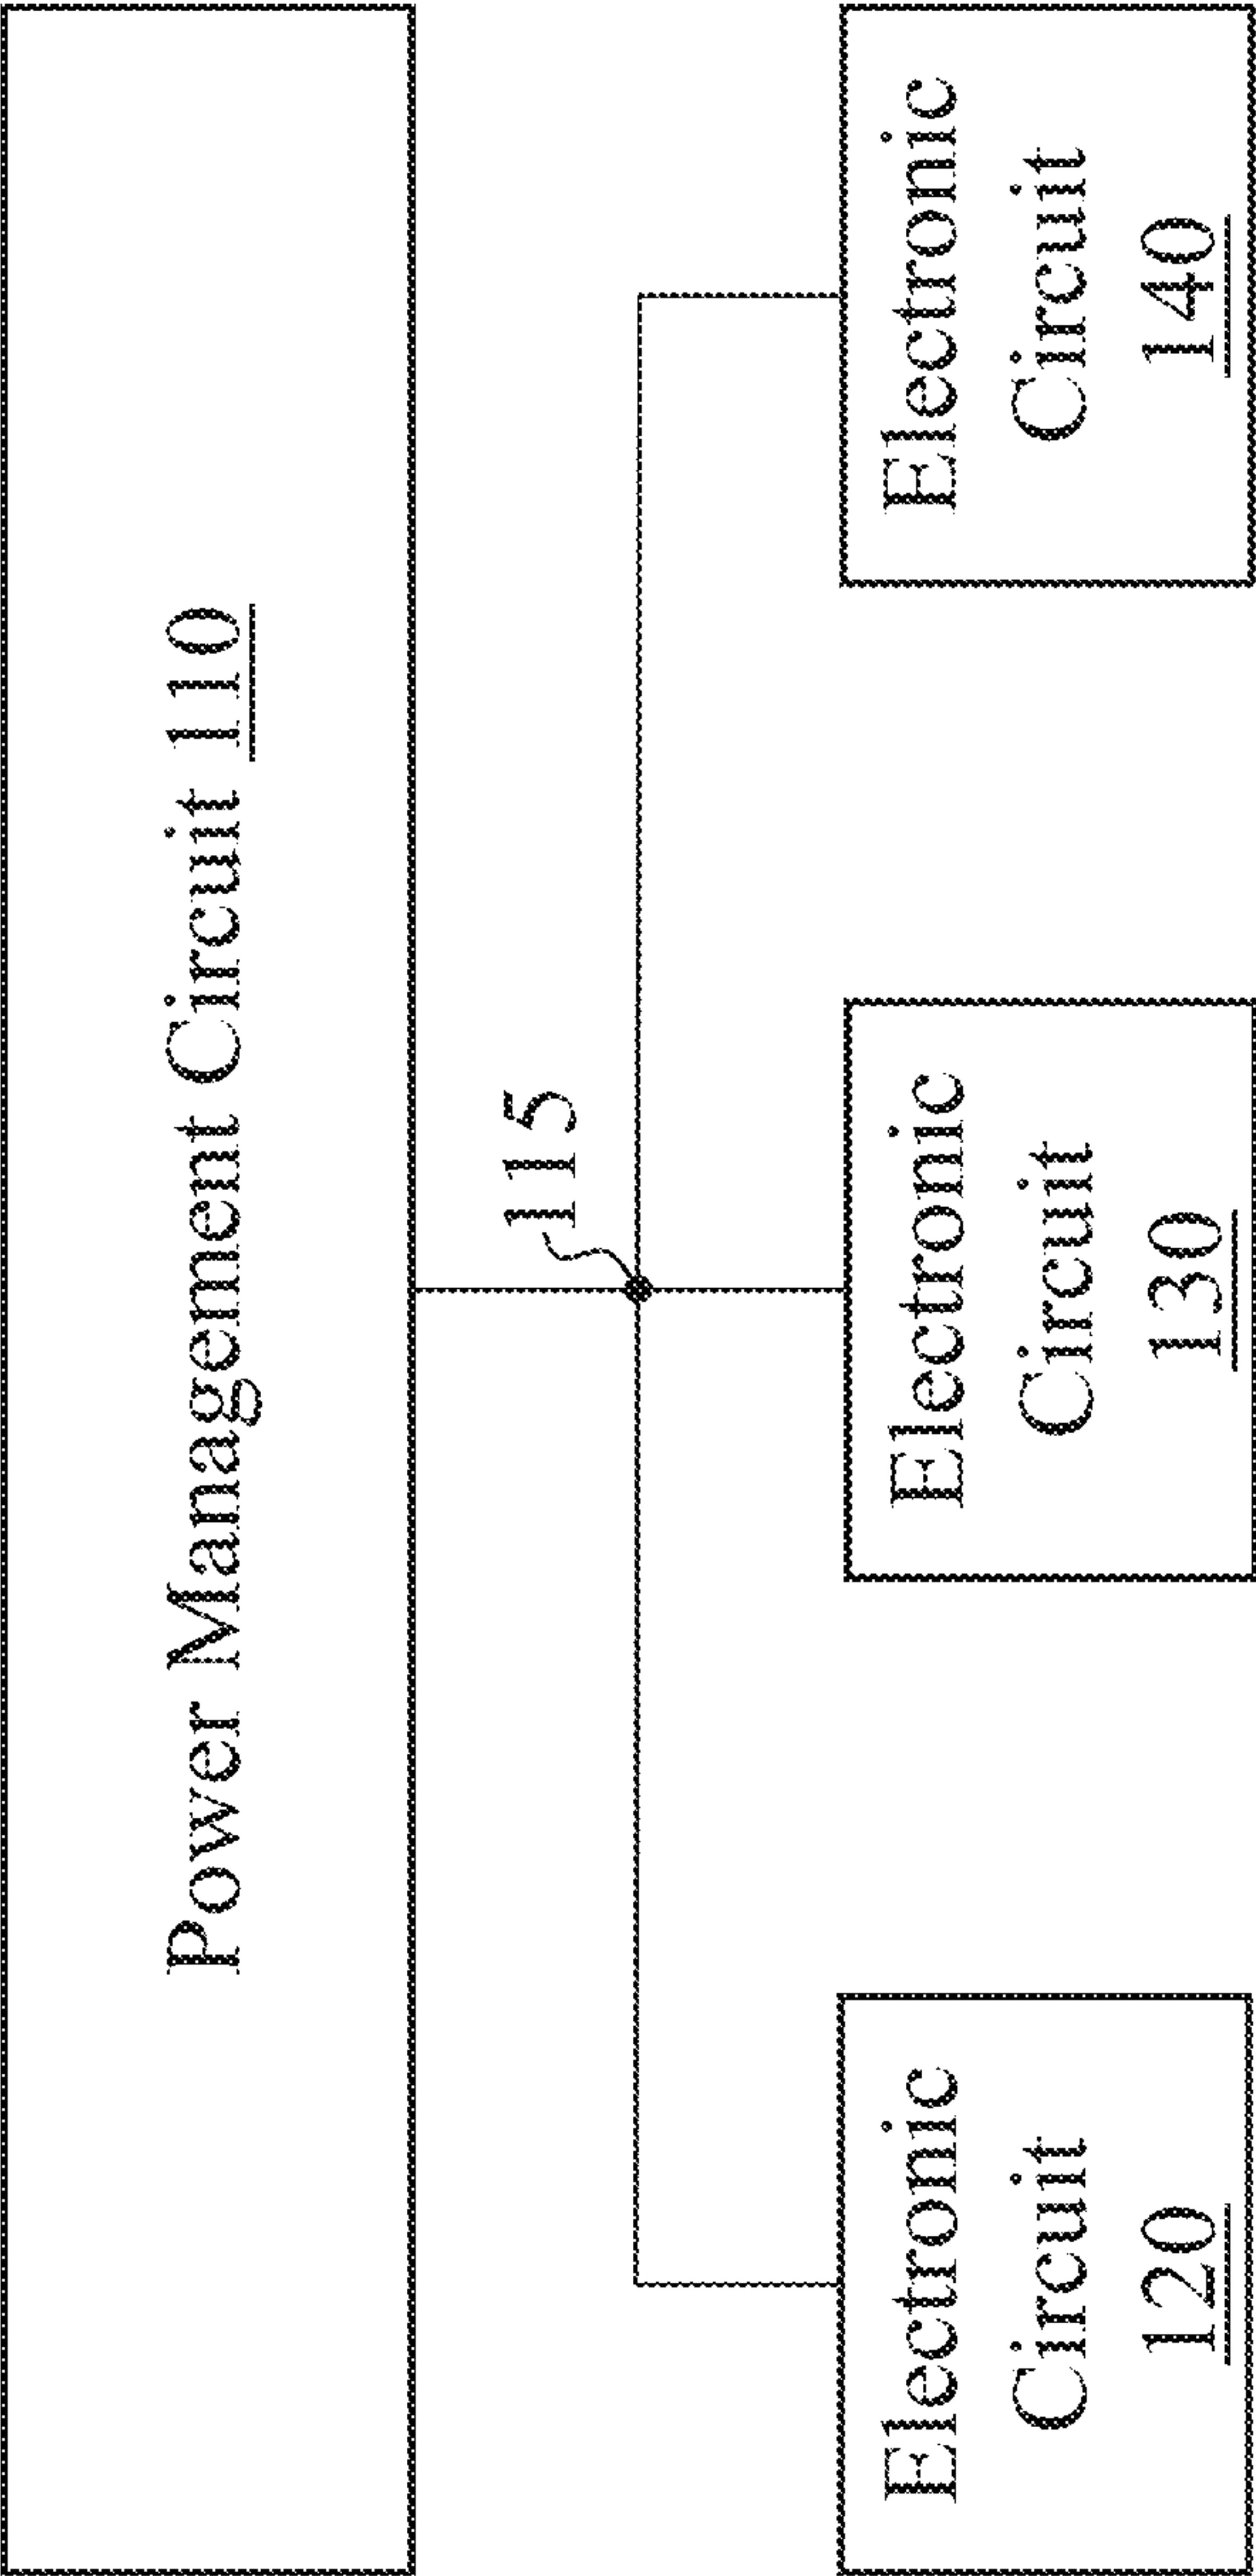 Power Management Circuit 110
115
Electronic
Circuit
120
Electronic
Circuit
130
Electronic
Circuit
140